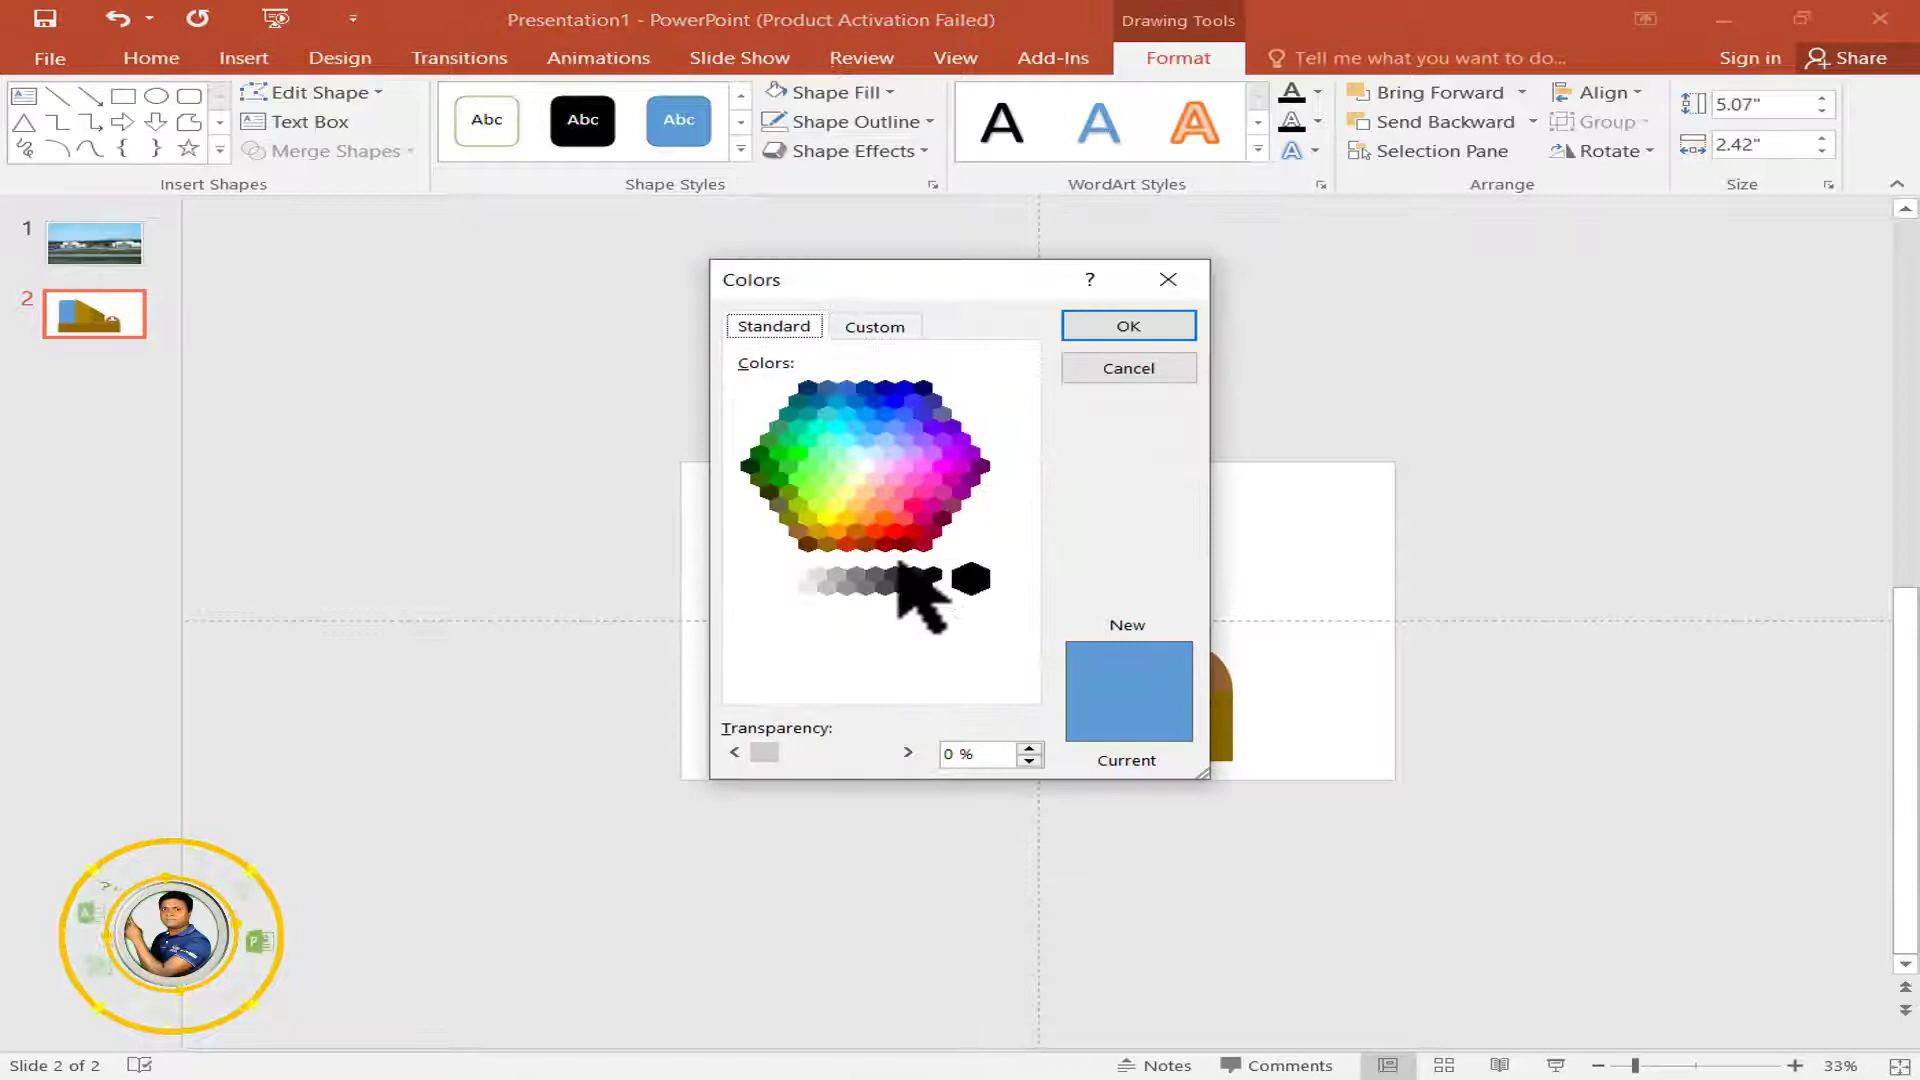 Presentation1 - PowerPoint (Product Activation Failed)
Drawing Tools
File Home Insert Design Transitions Animations Slide Show Review View Add-Ins Format Tell me what you want to do... Sign in Share
Edit Shape
Text Box
Merge Shapes
Insert Shapes
Abc Abc Abc
Shape Fill
Shape Outline
Shape Effects
Shape Styles
A A A
WordArt Styles
Bring Forward
Send Backward
Selection Pane
Align
Group
Rotate
Arrange
5.07"
2.42"
Size
1
2
Colors
?
Standard Custom
OK
Cancel
Colors:
New
Current
Transparency:
0 %
Slide 2 of 2
Notes
Comments
33%